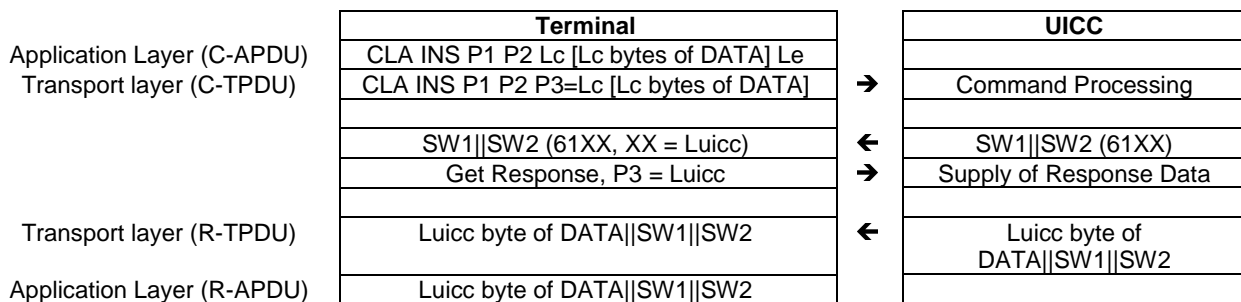 Terminal UICC
Application Layer (C-APDU) CLA INS P1 P2 Lc [Lc bytes of DATA] Le
Transport layer (C-TPDU) CLA INS P1 P2 P3=Lc [Lc bytes of DATA] → Command Processing
SW1||SW2 (61XX, XX = Luicc) ← SW1||SW2 (61XX)
Get Response, P3 = Luicc → Supply of Response Data
Transport layer (R-TPDU) Luicc byte of DATA||SW1||SW2 ← Luicc byte of
DATA||SW1||SW2
Application Layer (R-APDU) Luicc byte of DATA||SW1||SW2